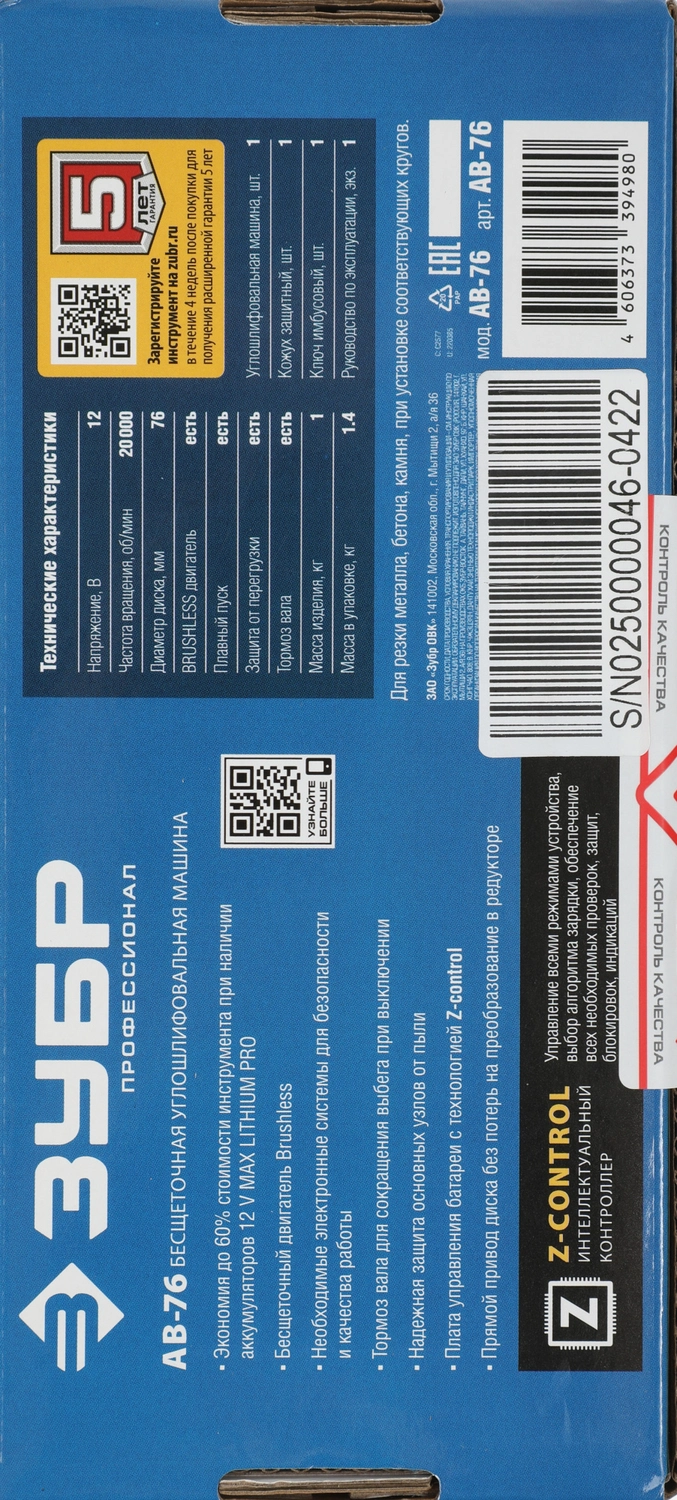 ЗУБР
ПРОФЕССИОНАЛ
АВ-76 БЕСЩЕТОЧНАЯ УГЛОШЛИФОВАЛЬНАЯ МАШИНА
• Экономия до 60% стоимости инструмента при наличии
аккумуляторов 12 V MAX LITHIUM PRO
• Бесщеточный двигатель Brushless
• Необходимые электронные системы для безопасности
и качества работы
• Тормоз вала для сокращения выбега при выключении
• Надежная защита основных узлов от пыли
• Плата управления батареи с технологией Z-control
• Прямой привод диска без потерь на преобразование в редукторе
УЗНАЙТЕ
БОЛЬШЕ
Z
Z-CONTROL
ИНТЕЛЛЕКТУАЛЬНЫЙ
КОНТРОЛЛЕР
Управление всеми режимами устройства,
выбор алгоритма зарядки, обеспечение
всех необходимых проверок, защит,
блокировок, индикаций
Технические характеристики
Напряжение, В 12
Частота вращения, об/мин 20 000
Диаметр диска, мм 76
BRUSHLESS двигатель есть
Плавный пуск есть
Защита от перегрузки есть
Тормоз вала есть
Масса изделия, кг 1
Масса в упаковке, кг 1.4
5
лет
ГАРАНТИЯ
Зарегистрируйте
инструмент на zubr.ru
в течение 4 недель после покупки для
получения расширенной гарантии 5 лет
Углошлифовальная машина, шт. 1
Кожух защитный, шт. 1
Ключ имбусовый, шт. 1
Руководство по эксплуатации, экз. 1
Для резки металла, бетона, камня, при установке соответствующих кругов.
ЗАО «Зубр ОВК» 141002, Московская обл., г. Мытищи 2, а/я 36
20
PAP
EAC
мод. АВ-76 арт. АВ-76
4 606373 394980
S/N0250000046-0422
КОНТРОЛЬ КАЧЕСТВА
КОНТРОЛЬ КАЧЕСТВА